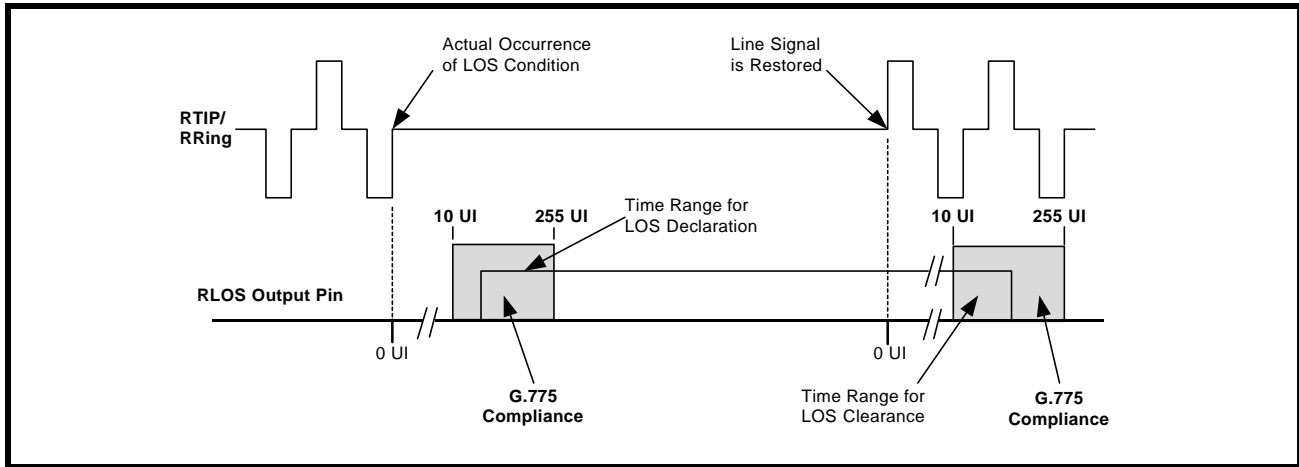 Actual Occurrence
of LOS Condition
Line Signal
is Restored
RTIP/
RRing
Time Range for
LOS Declaration
10 UI
255 UI
10 UI
255 UI
RLOS Output Pin
0 UI
0 UI
G.775
Compliance
Time Range for
LOS Clearance
G.775
Compliance